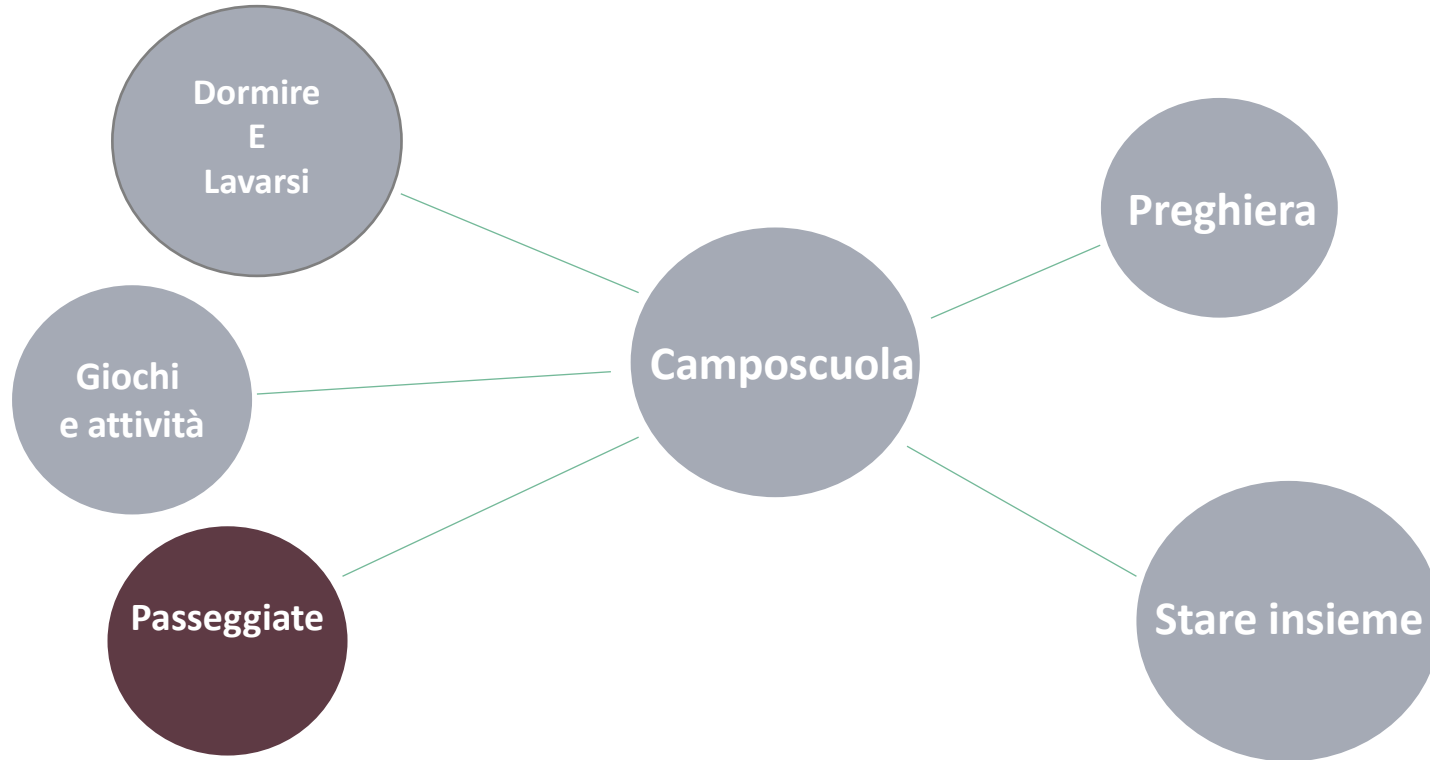 Dormire
E
Lavarsi
Preghiera
Camposcuola
Giochi
e attività
Passeggiate
Stare insieme